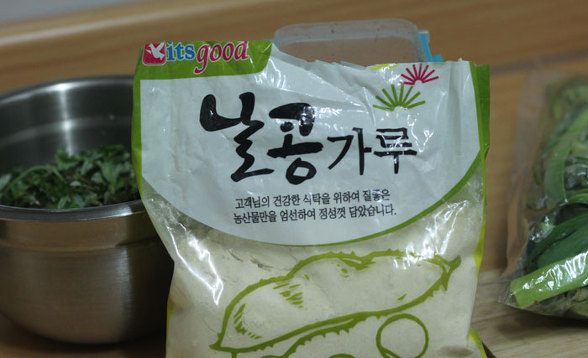 itsgood
날콩가루
고객님의 건강한 식탁을 위하여 질좋은
농산물만을 엄선하여 정성껏 담았습니다.